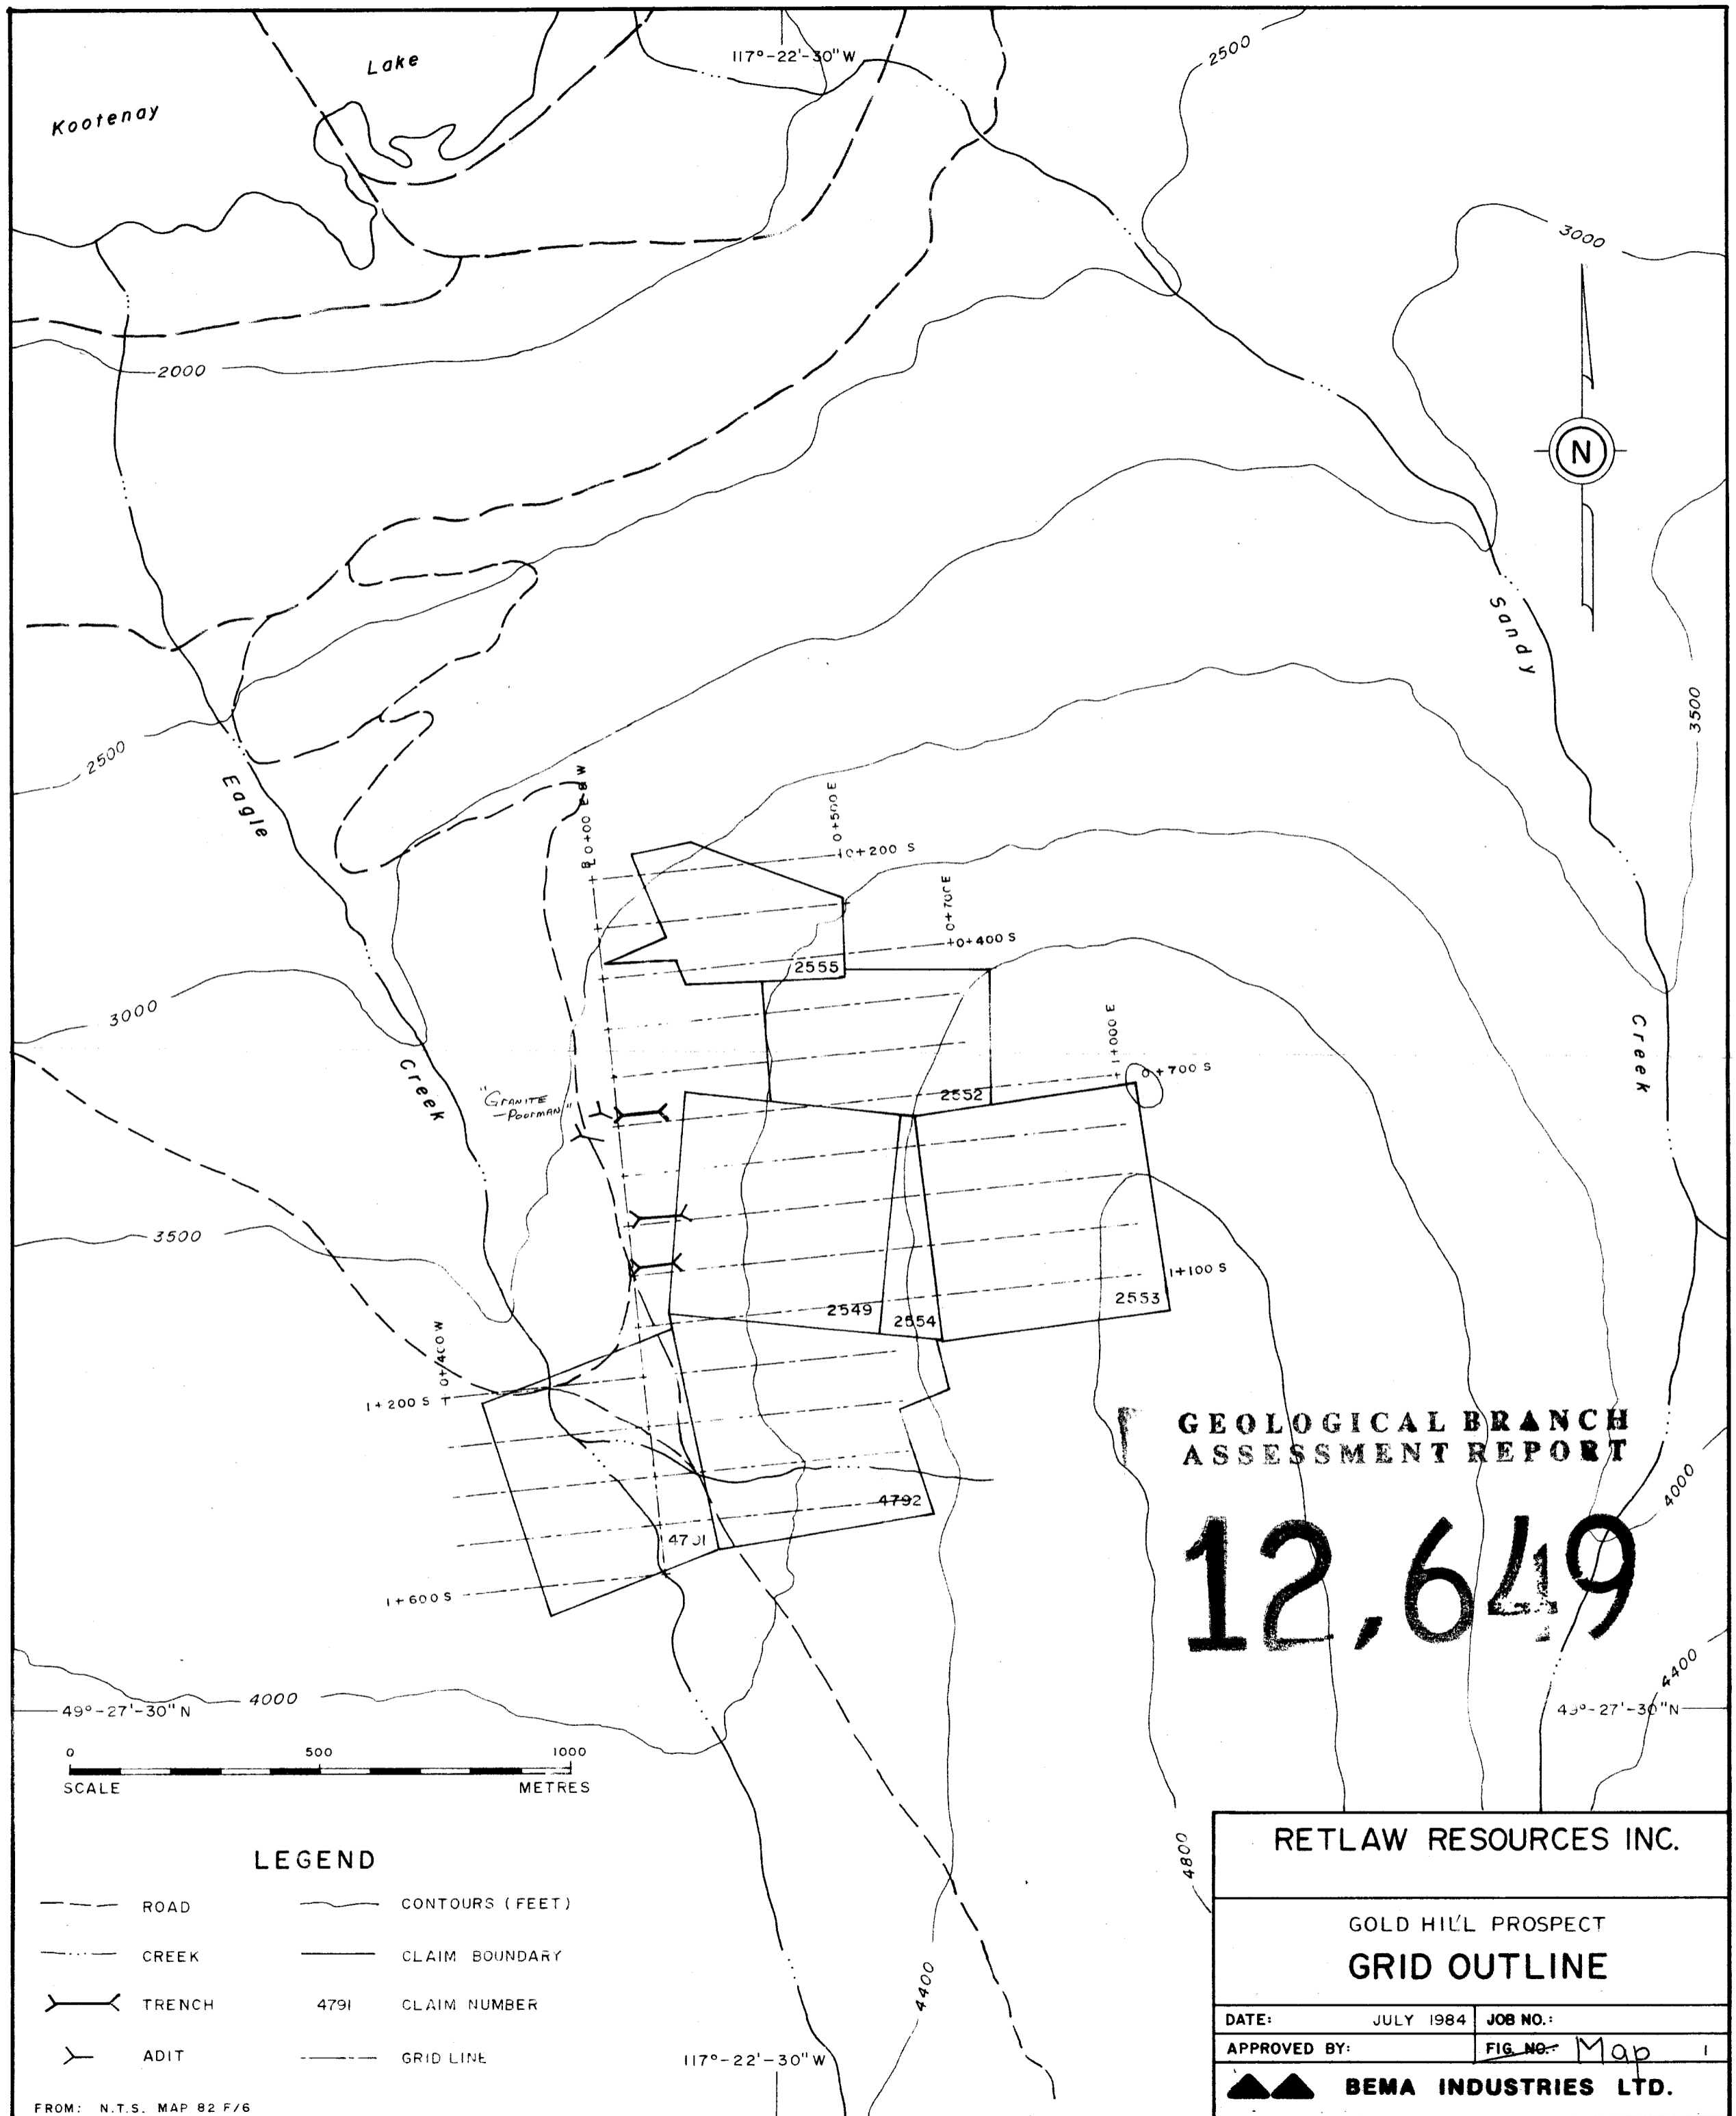 117°-22'-30" W
2500
Lake
Kootenay
3000
2000
N
Sandy
3500
2500
Eagle
0+500 E
0+200 S
0+700E
0+400 S
2555
3000
1+000 E
Creek
Creek
"GRANITE
-POORMAN"
0+700 S
2552
3500
1+100 S
2553
2549
2554
0+400W
1+200 S
GEOLOGICAL BRANCH
ASSESSMENT REPORT
4000
4792
12,649
1+600 S
4400
4000
49°-27'-30" N
-27'-30" N
0 500 1000
SCALE METRES
RETLAW RESOURCES INC.
4800
LEGEND
ROAD CONTOURS (FEET)
GOLD HILL PROSPECT
CREEK CLAIM BOUNDARY
GRID OUTLINE
TRENCH 4791 CLAIM NUMBER
4400
DATE: JULY 1984 JOB NO.:
APPROVED BY: FIG. NO.: Map 1
ADIT GRID LINE
117°-22'-30" W
BEMA INDUSTRIES LTD.
FROM: N.T.S. MAP 82 F/6